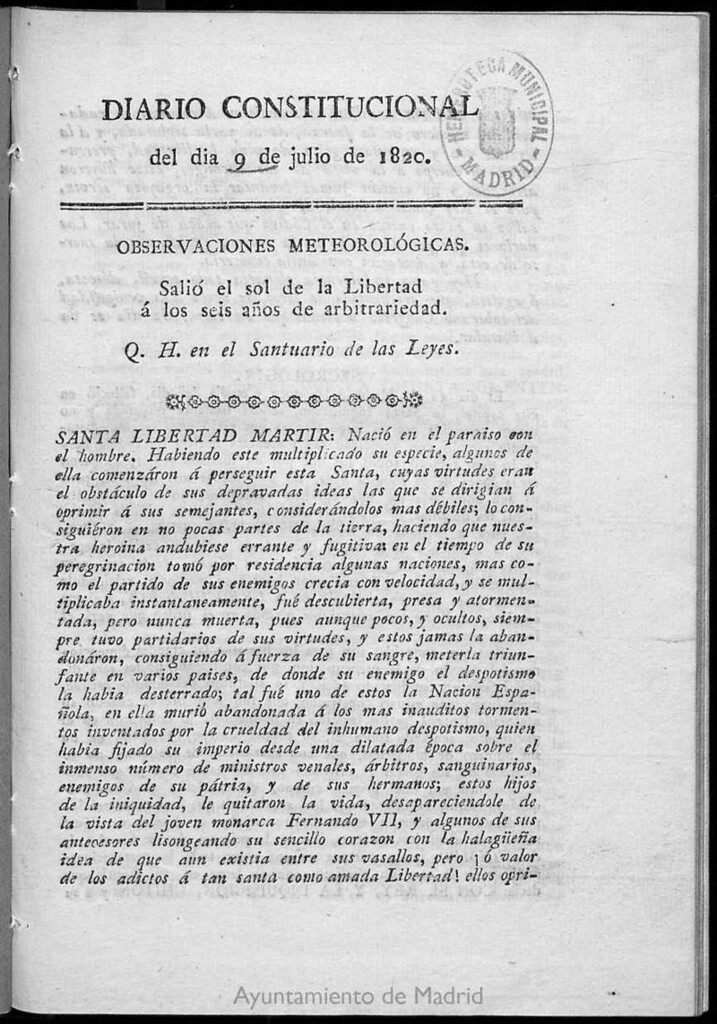 DIARIO CONSTITUCIONAL
del dia 9 de julio de 1820.
HEMEROTECA MUNICIPAL
MADRID
OBSERVACIONES METEOROLÓGICAS.
Salió el sol de la Libertad
á los seis años de arbitrariedad.
Q. H. en el Santuario de las Leyes.
SANTA LIBERTAD MARTIR: Nació en el paraiso con
el hombre. Habiendo este multiplicado su especie, algunos de
ella comenzáron á perseguir esta Santa, cuyas virtudes eran
el obstáculo de sus depravadas ideas las que se dirigian á
oprimir á sus semejantes, considerándolos mas débiles; lo con-
siguiéron en no pocas partes de la tierra, haciendo que nues-
tra heroina andubiese errante y fugitiva: en el tiempo de su
peregrinacion tomó por residencia algunas naciones, mas co-
mo el partido de sus enemigos crecia con velocidad, y se mul-
tiplicaba instantaneamente, fué descubierta, presa y atormen-
tada, pero nunca muerta, pues aunque pocos, y ocultos, siem-
pre tuvo partidarios de sus virtudes, y estos jamas la aban-
donáron, consiguiendo á fuerza de su sangre, meterla triun-
fante en varios paises, de donde su enemigo el despotismo
la habia desterrado; tal fué uno de estos la Nacion Espa-
ñola, en ella murió abandonada á los mas inauditos tormen-
tos inventados por la crueldad del inhumano despotismo, quien
habia fijado su imperio desde una dilatada época sobre el
inmenso número de ministros venales, árbitros, sanguinarios,
enemigos de su pátria, y de sus hermanos; estos hijos
de la iniquidad, le quitaron la vida, desapareciendole de
la vista del joven monarca Fernando VII, y algunos de sus
antecesores lisongeando su sencillo corazon con la halagüeña
idea de que aun existia entre sus vasallos, pero ¡ó valor
de los adictos á tan santa como amada Libertad! ellos opri-
Ayuntamiento de Madrid